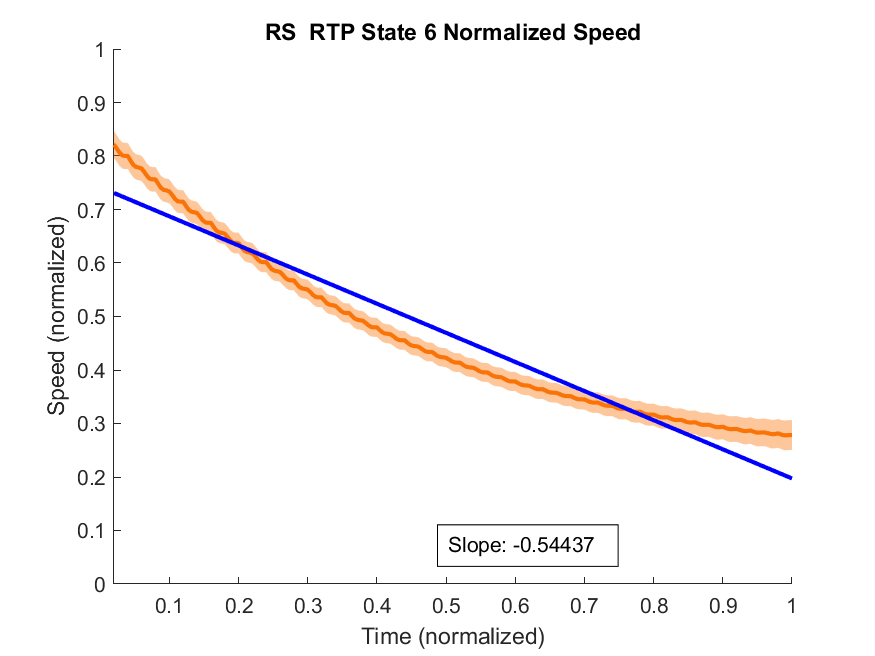 RS  RTP State 6 Normalized Speed
1
0.9
0.8
0.7
0.6
0.5
0.4
0.3
0.2
0.1
0
Speed (normalized)
Slope: -0.54437
0.1 0.2 0.3 0.4 0.5 0.6 0.7 0.8 0.9 1
Time (normalized)